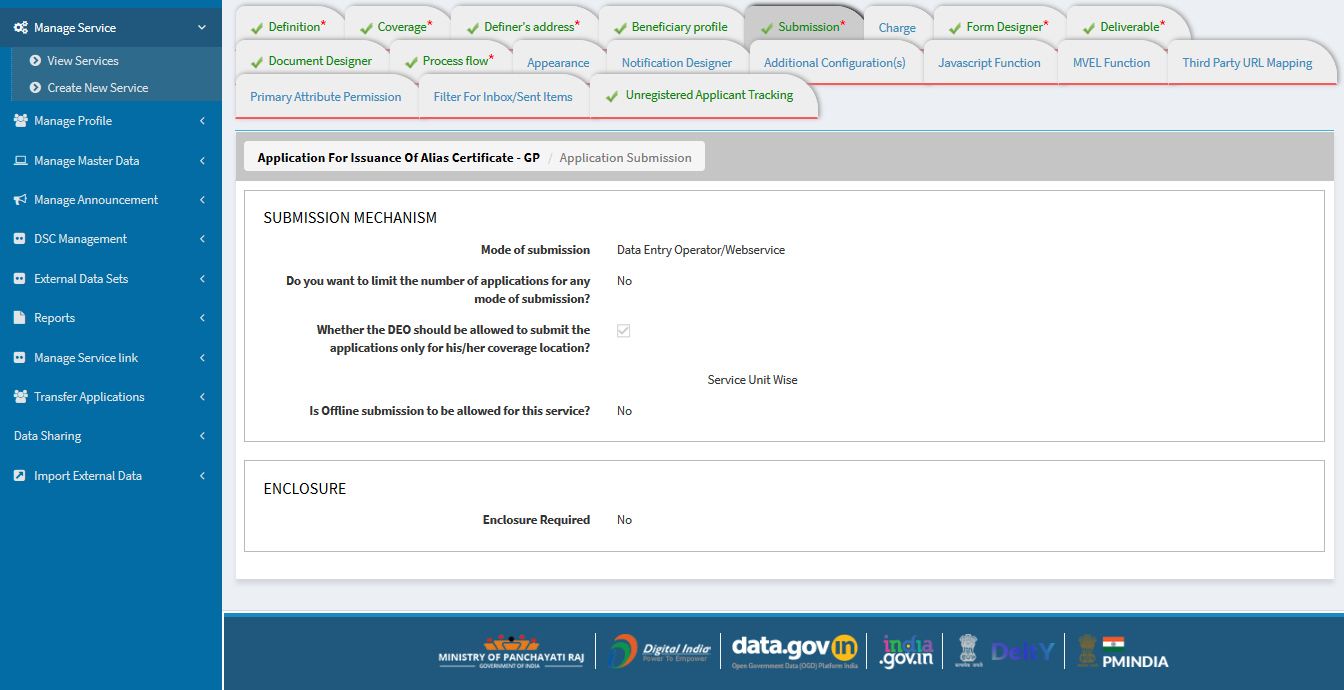 Manage Service
View Services
Create New Service
Manage Profile
Manage Master Data
Manage Announcement
DSC Management
External Data Sets
Reports
Manage Service link
Transfer Applications
Data Sharing
Import External Data
Definition* Coverage* Definer's address* Beneficiary profile Submission* Charge Form Designer* Deliverable*
Document Designer Process flow* Appearance Notification Designer Additional Configuration(s) Javascript Function MVEL Function Third Party URL Mapping
Primary Attribute Permission Filter For Inbox/Sent Items Unregistered Applicant Tracking
Application For Issuance Of Alias Certificate - GP / Application Submission
SUBMISSION MECHANISM
Mode of submission Data Entry Operator/Webservice
Do you want to limit the number of applications for any No
mode of submission?
Whether the DEO should be allowed to submit the
applications only for his/her coverage location?
Service Unit Wise
Is Offline submission to be allowed for this service? No
ENCLOSURE
Enclosure Required No
MINISTRY OF PANCHAYATI RAJ
GOVERNMENT OF INDIA
Digital India
Power To Empower
data.gov in
Open Government Data (OGD) Platform India
india
.gov.in
DeitY
PMINDIA